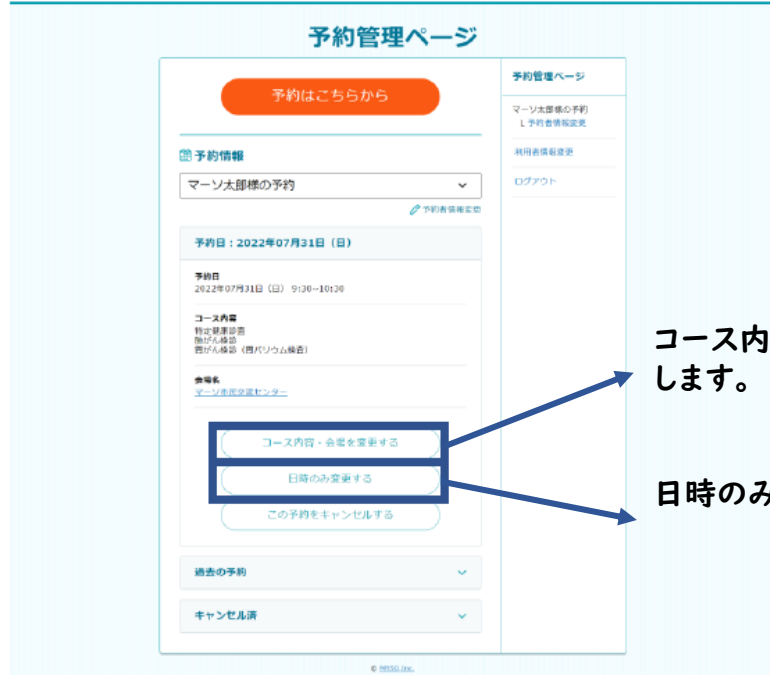 予約管理ページ
予約はこちらから
予約情報
マーソ太郎様の予約
予約者情報変更
予約日：2022年07月31日（日）
予約日
2022年07月31日（日） 9:30~10:30
コース内容
特定健康診査
肺がん検診
胃がん検診（胃バリウム検査）
会場名
マーソ市民交流センター
コース内容・会場を変更する
日時のみ変更する
この予約をキャンセルする
過去の予約
キャンセル済
予約管理ページ
マーソ太郎様の予約
L 予約者情報変更
利用者情報変更
ログアウト
コース内
します。
日時のみ
© MRSO Inc.